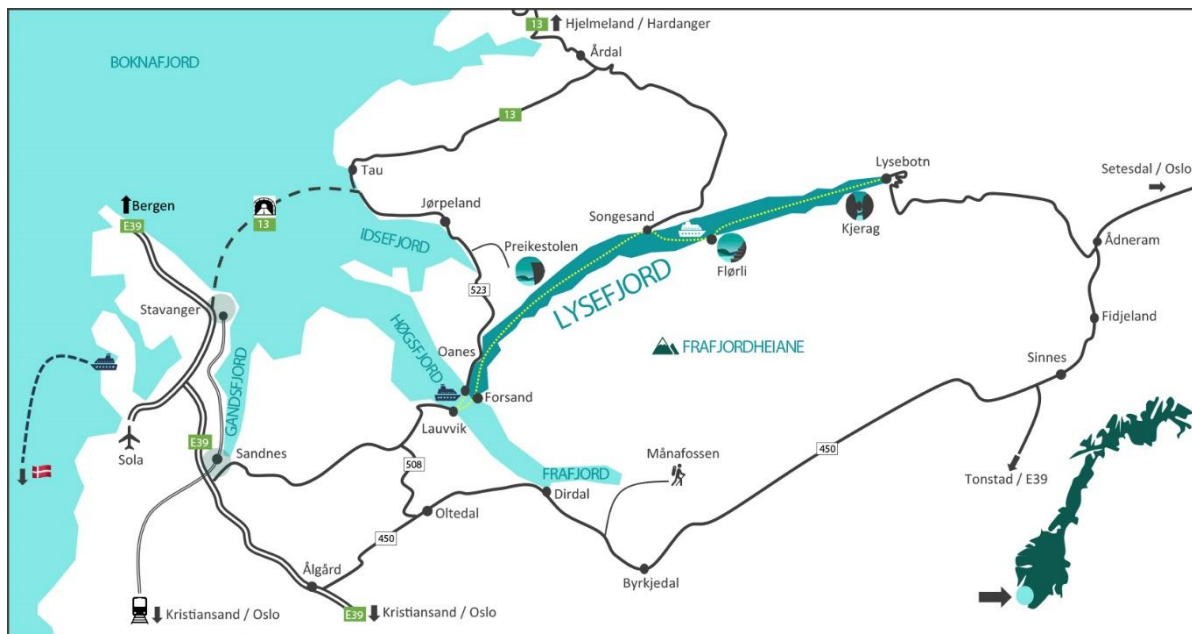 13 Hjelmeland / Hardanger
Årdal
BOKNAFJORD
13
Tau
Lysebotn
Setesdal / Oslo
Bergen
E39
13
Jørpeland
Songesand
Kjerag
IDSEFJORD
Preikestolen
Flørli
Ådneram
523
LYSEFJORD
Stavanger
Fidjeland
HØGSFJORD
Oanes
FRAFJORDHEIANE
Sinnes
GANDSFJORD
Forsand
Lauvvik
E39
Sola
Sandnes
Månafossen
450
508
FRAFJORD
Tonstad / E39
Dirdal
Oltedal
450
Ålgård
Byrkjedal
Kristiansand / Oslo
E39 Kristiansand / Oslo